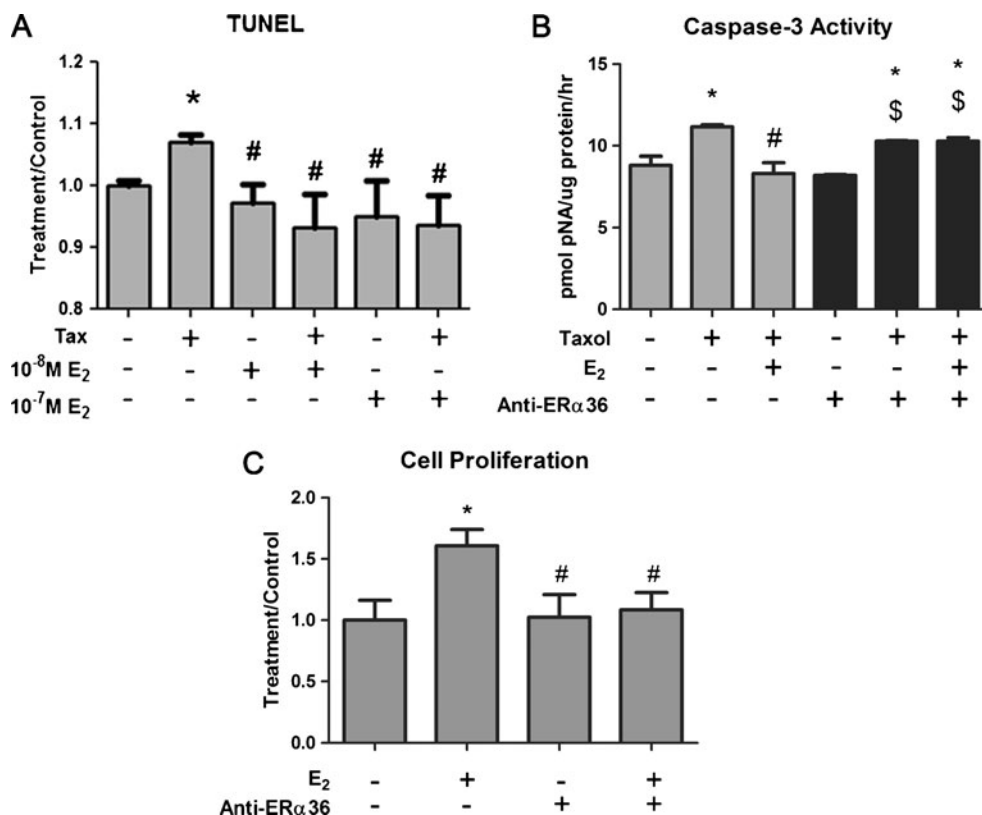 A
TUNEL
Treatment/Control
1.2
1.1
1.0
0.9
0.8
*
#
#
#
#
Tax - + - + - +
10⁻⁸M E₂ - - + + - -
10⁻⁷M E₂ - - - - + +
B
Caspase-3 Activity
pmol pNA/ug protein/hr
15
10
5
0
* *
* $ $
#
Taxol - + + - + +
E₂ - - + - - +
Anti-ERα36 - - - + + +
C
Cell Proliferation
Treatment/Control
2.0
1.5
1.0
0.5
0.0
*
# #
E₂ - + - +
Anti-ERα36 - - + +